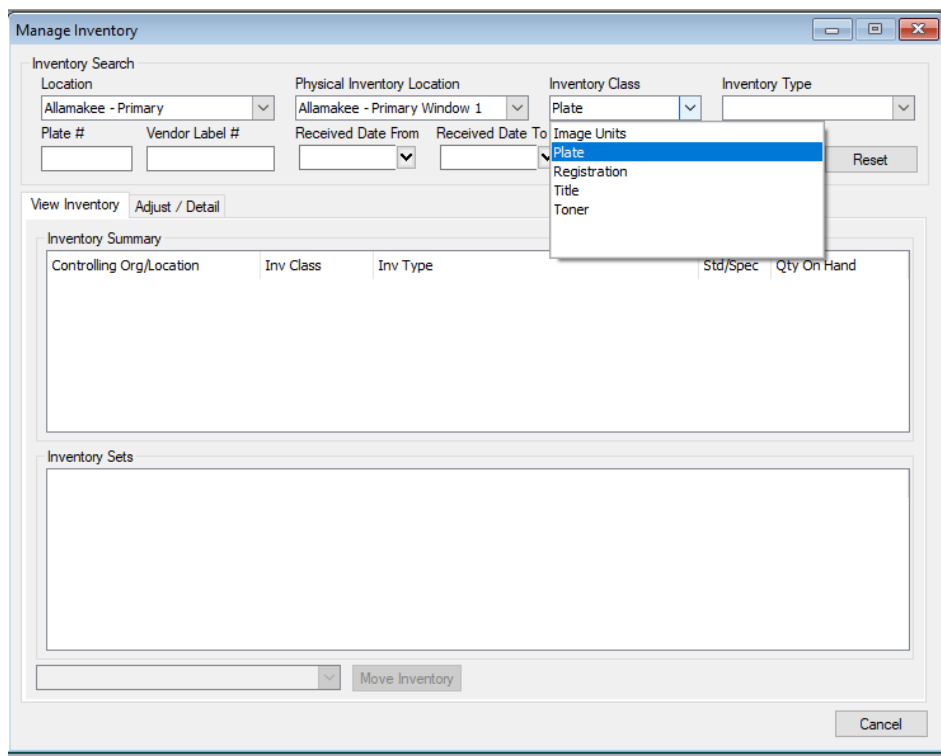 Manage Inventory
Inventory Search
Location Physical Inventory Location Inventory Class Inventory Type
Allamakee - Primary Allamakee - Primary Window 1 Plate
Plate # Vendor Label # Received Date From Received Date To
Image Units
Plate
Registration
Title
Toner
Reset
View Inventory Adjust / Detail
Inventory Summary
Controlling Org/Location Inv Class Inv Type Std/Spec Qty On Hand
Inventory Sets
Move Inventory
Cancel